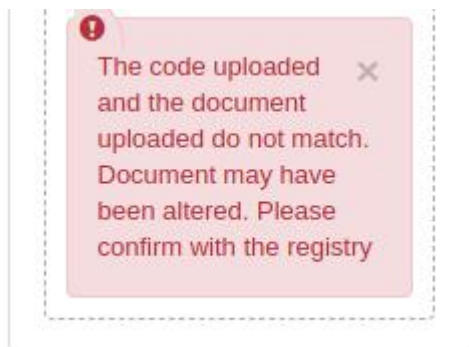 The code uploaded
and the document
uploaded do not match.
Document may have
been altered. Please
confirm with the registry